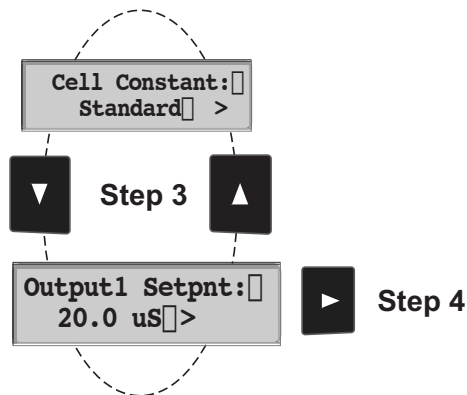 Cell Constant:
Standard >
Step 3
Output1 Setpnt:
20.0 uS >
Step 4